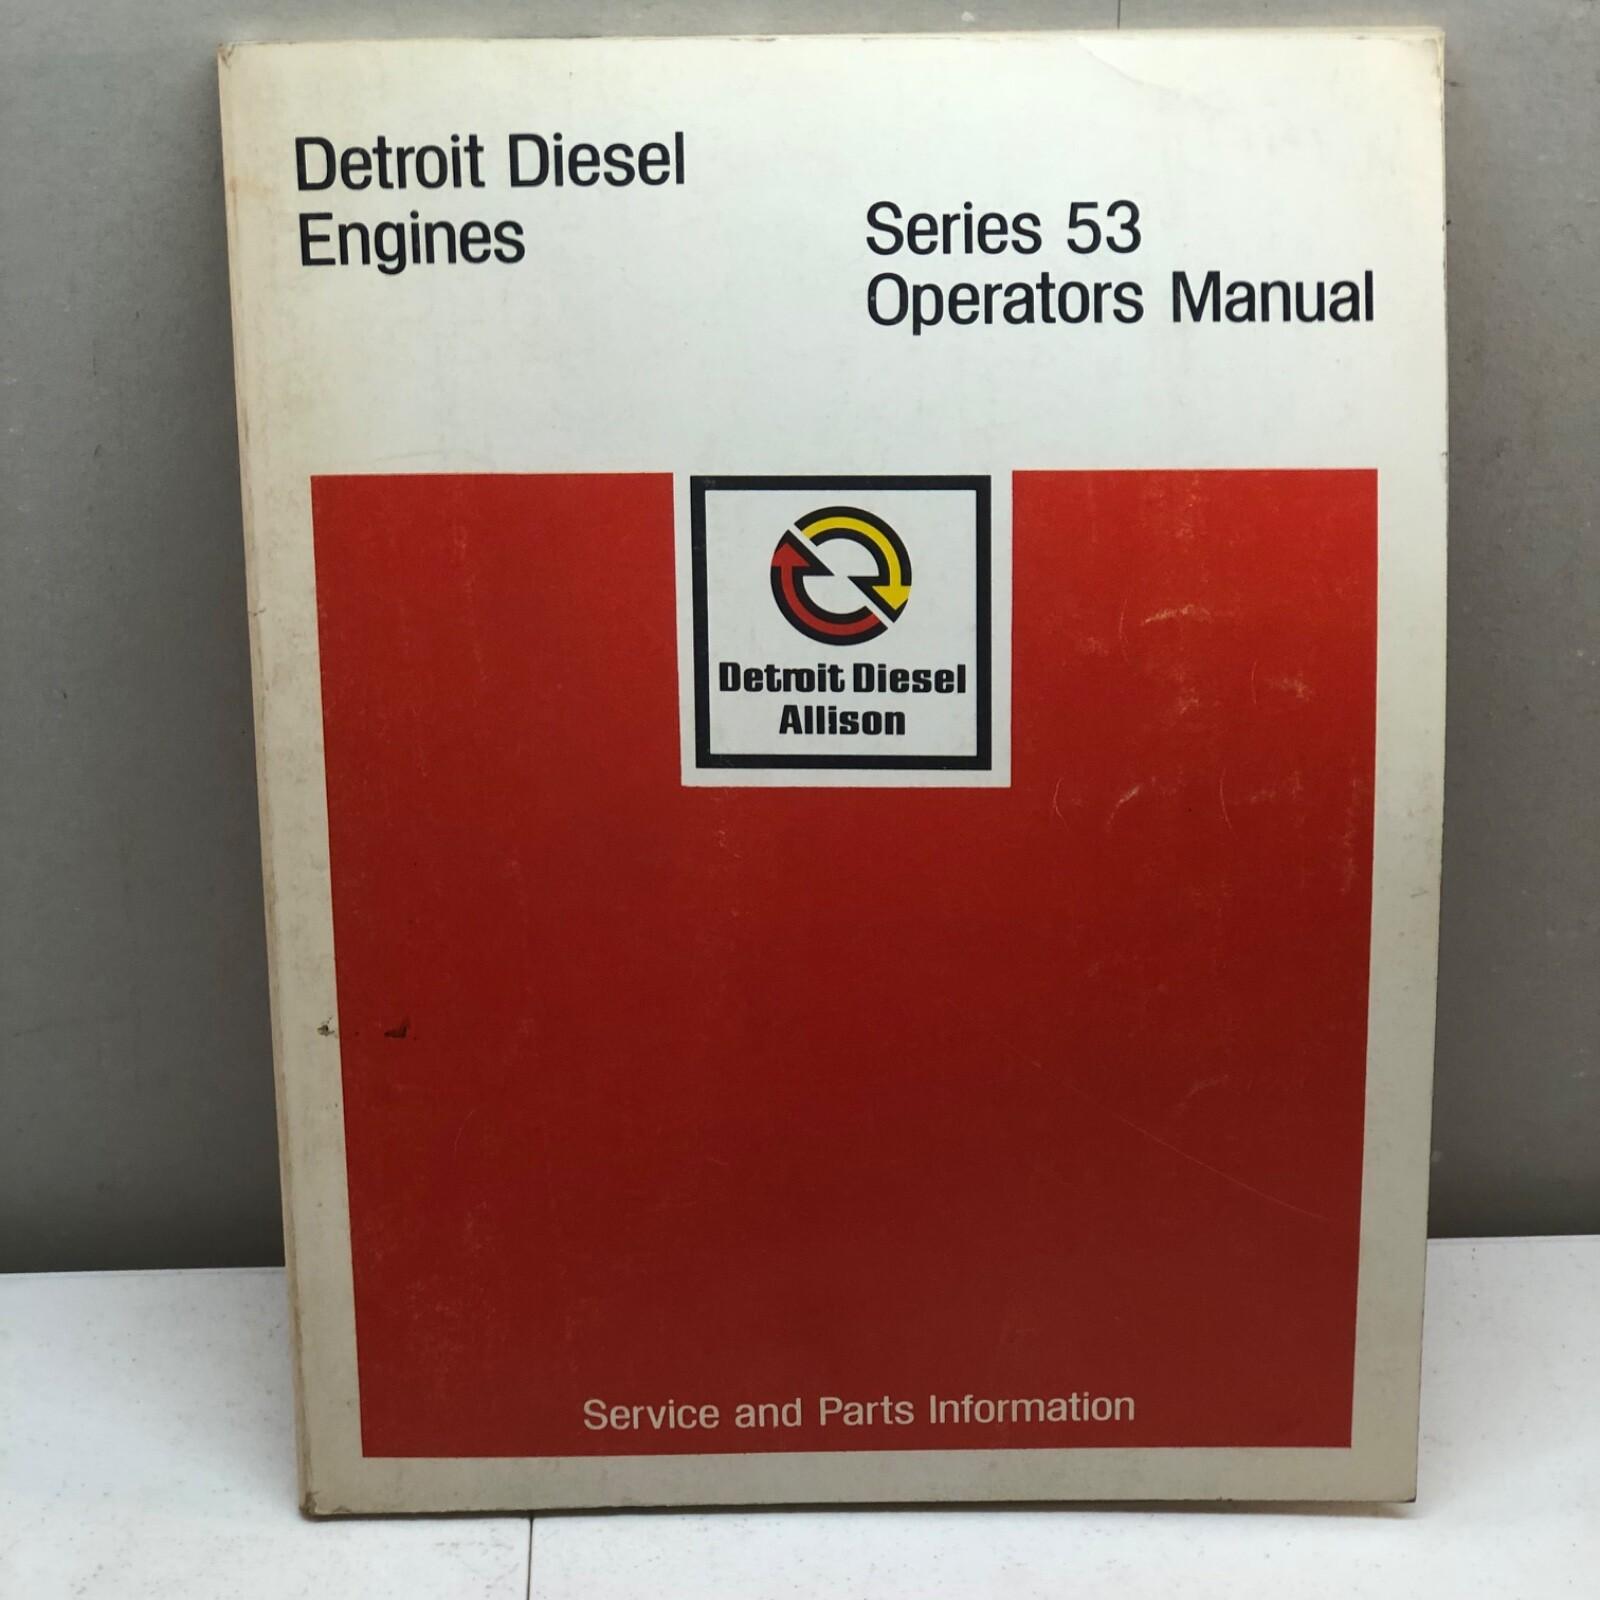 Detroit Diesel
Engines
Series 53
Operators Manual
Detroit Diesel
Allison
Service and Parts Information